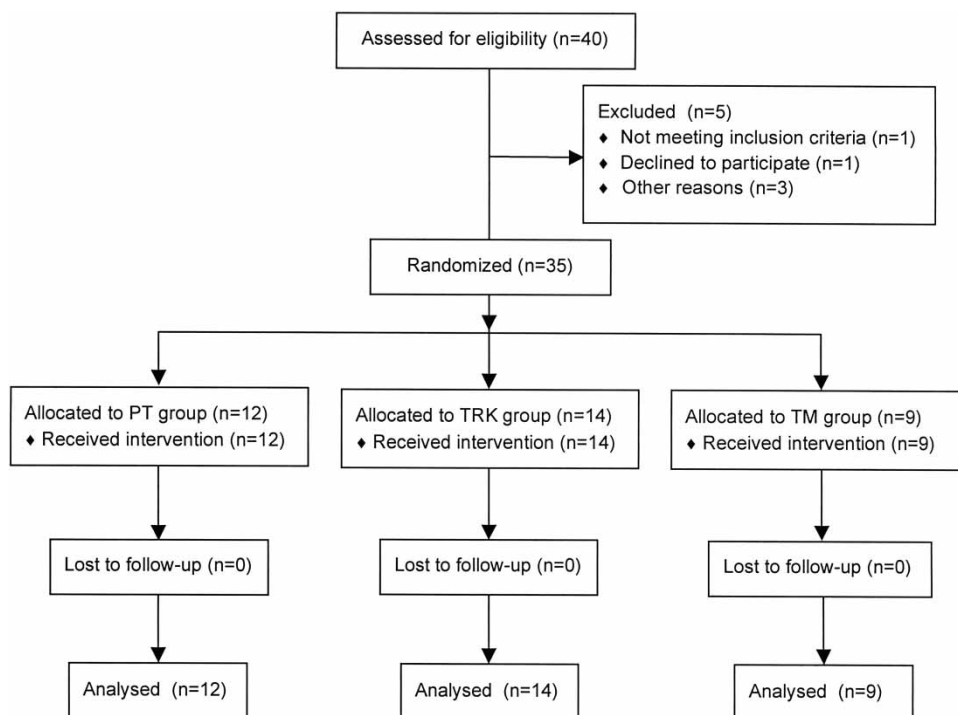 Assessed for eligibility (n=40)
Excluded (n=5)
♦ Not meeting inclusion criteria (n=1)
♦ Declined to participate (n=1)
♦ Other reasons (n=3)
Randomized (n=35)
Allocated to PT group (n=12)
♦ Received intervention (n=12)
Allocated to TRK group (n=14)
♦ Received intervention (n=14)
Allocated to TM group (n=9)
♦ Received intervention (n=9)
Lost to follow-up (n=0)
Lost to follow-up (n=0)
Lost to follow-up (n=0)
Analysed (n=12)
Analysed (n=14)
Analysed (n=9)